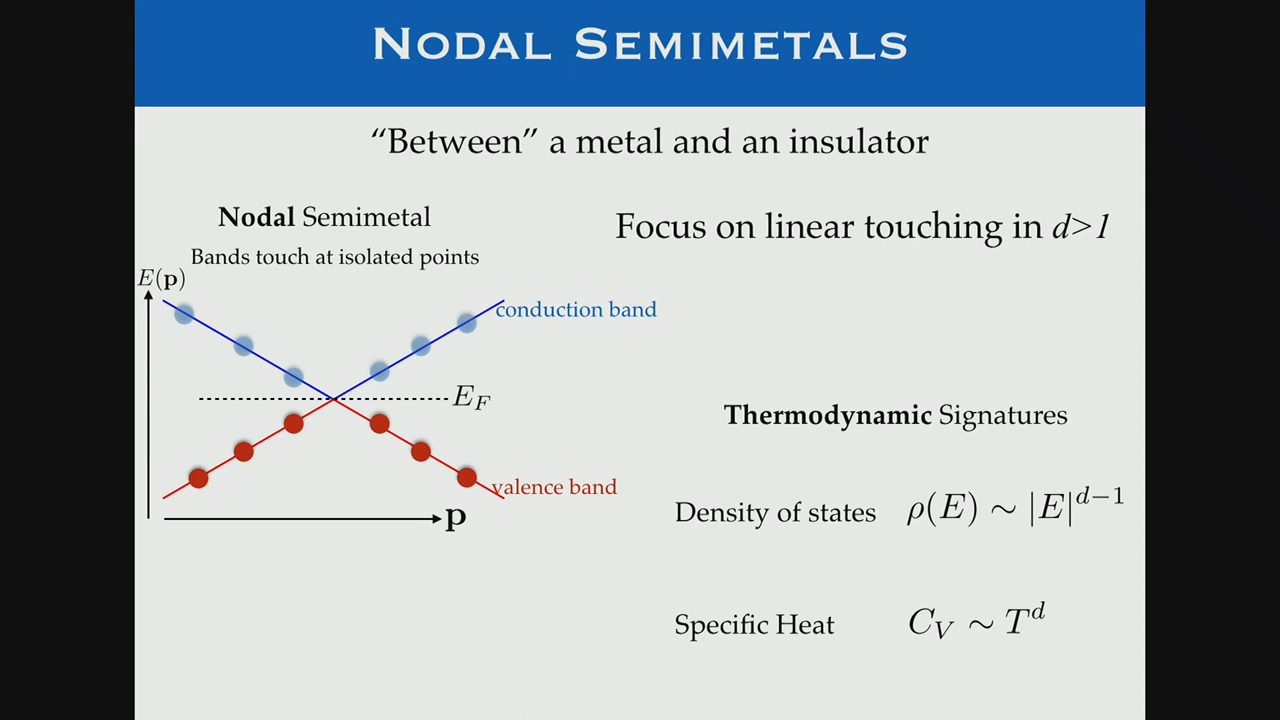 NODAL SEMIMETALS
“Between” a metal and an insulator
Nodal Semimetal
Bands touch at isolated points
Focus on linear touching in d>1
E(p)
conduction band
E_F
valence band
p
Thermodynamic Signatures
Density of states ρ(E) ∼ |E|^{d−1}
Specific Heat C_V ∼ T^d